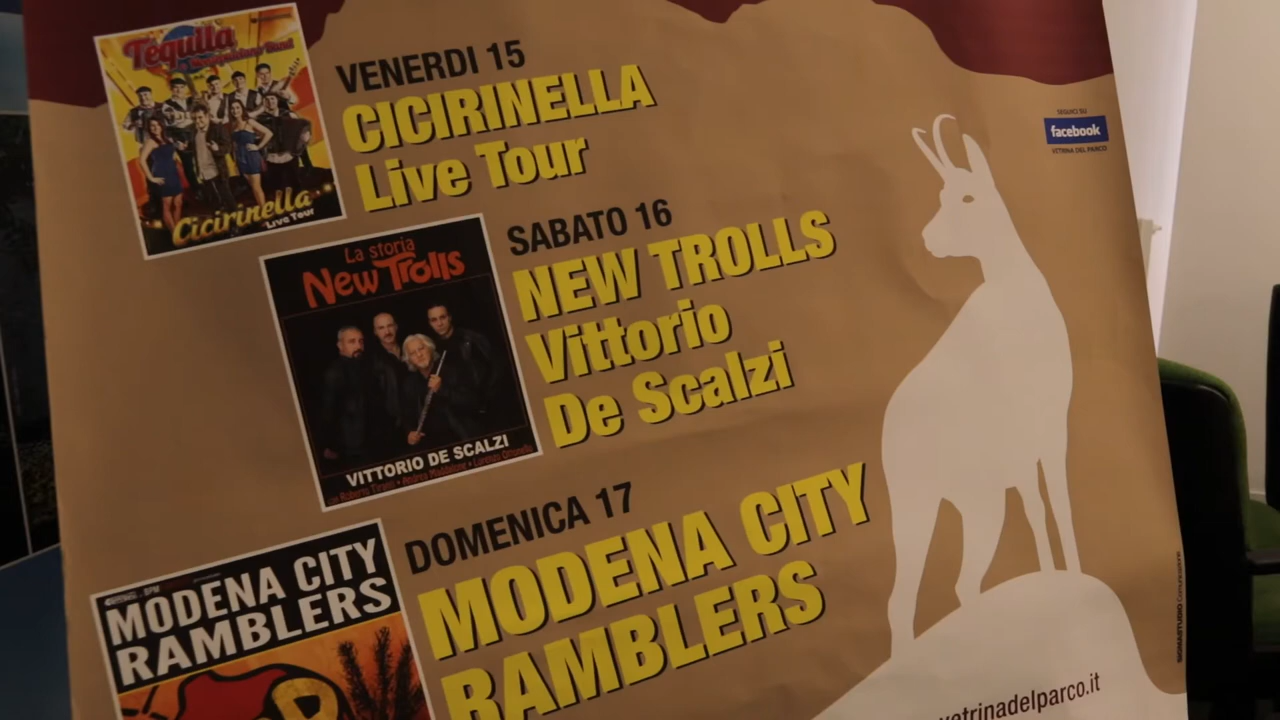 Tequila
Montepulciano Band
Cicirinella
Live Tour
VENERDI 15
CICIRINELLA
Live Tour
SEGUICI SU
facebook
VETRINA DEL PARCO
La storia
New Trolls
VITTORIO DE SCALZI
SABATO 16
NEW TROLLS
Vittorio
De Scalzi
MODENA CITY
RAMBLERS
DOMENICA 17
MODENA CITY
RAMBLERS
vetrinadelparco.it